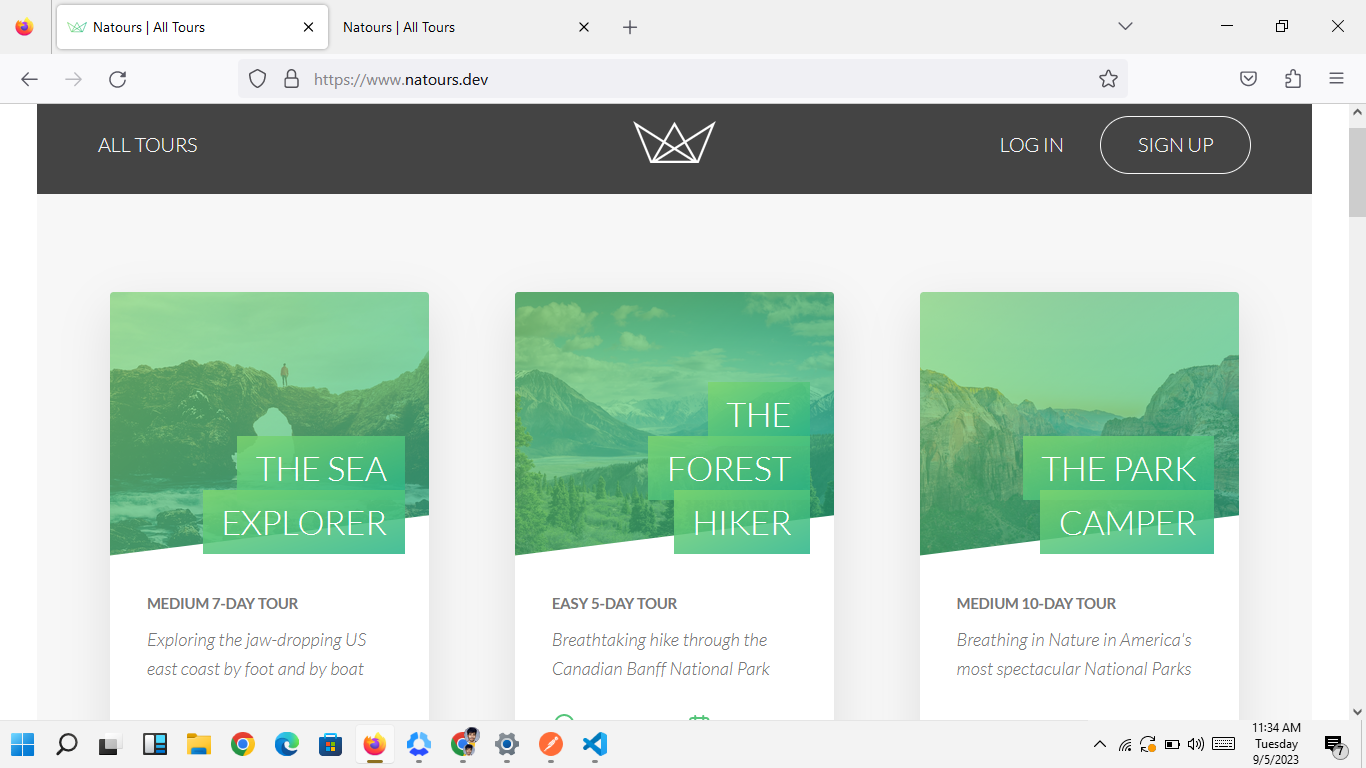 Natours | All Tours
Natours | All Tours
https://www.natours.dev
ALL TOURS
LOG IN
SIGN UP
THE SEA
EXPLORER
THE
FOREST
HIKER
THE PARK
CAMPER
MEDIUM 7-DAY TOUR
Exploring the jaw-dropping US
east coast by foot and by boat
EASY 5-DAY TOUR
Breathtaking hike through the
Canadian Banff National Park
MEDIUM 10-DAY TOUR
Breathing in Nature in America's
most spectacular National Parks
11:34 AM
Tuesday
9/5/2023
7